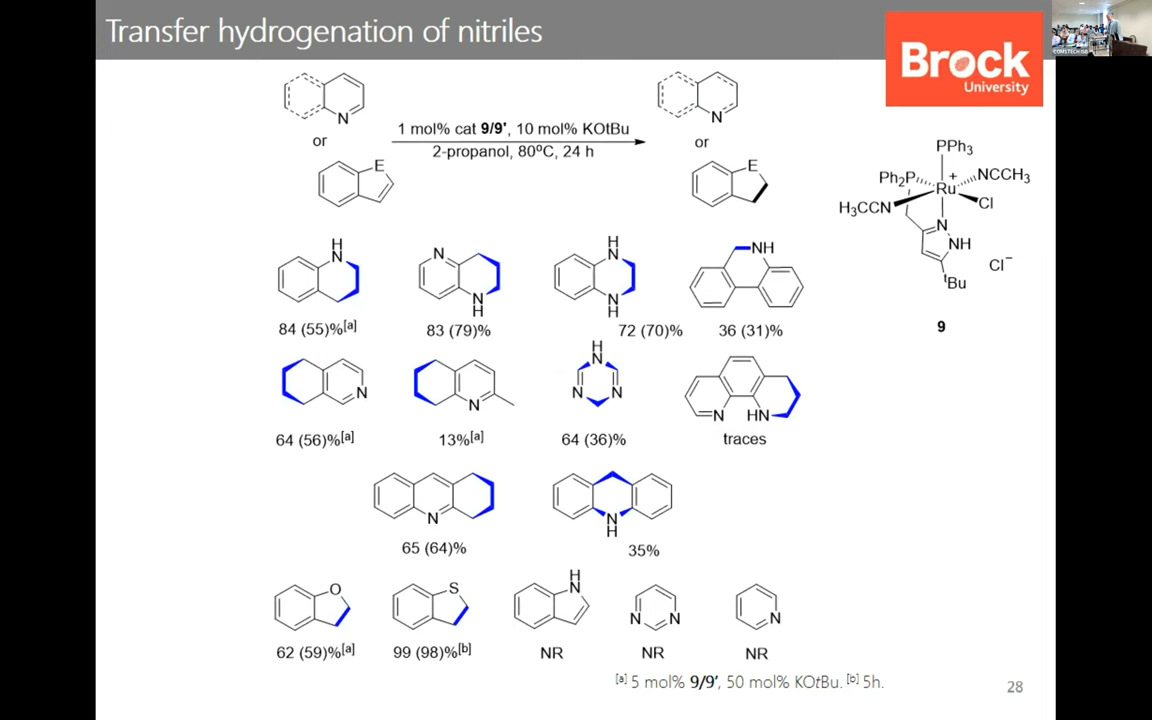 Transfer hydrogenation of nitriles
Brock
University
COMSTECH ISB
N
or
E
1 mol% cat 9/9', 10 mol% KOtBu
2-propanol, 80ºC, 24 h
N
or
E
PPh3
Ph2P
Ru
+
NCCH3
H3CCN
Cl
N
NH
tBu
Cl−
9
H
N
84 (55)%[a]
N
N
H
83 (79)%
H
N
N
H
72 (70)%
NH
36 (31)%
N
64 (56)%[a]
N
13%[a]
H
N
N
N
64 (36)%
N
HN
traces
N
65 (64)%
N
H
35%
O
62 (59)%[a]
S
99 (98)%[b]
H
N
NR
N
N
NR
N
NR
[a] 5 mol% 9/9', 50 mol% KOtBu. [b] 5h.
28